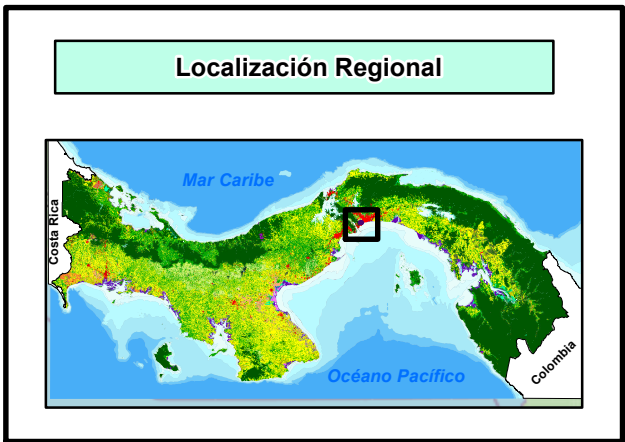 Localización Regional
Mar Caribe
Costa Rica
Océano Pacífico
Colombia